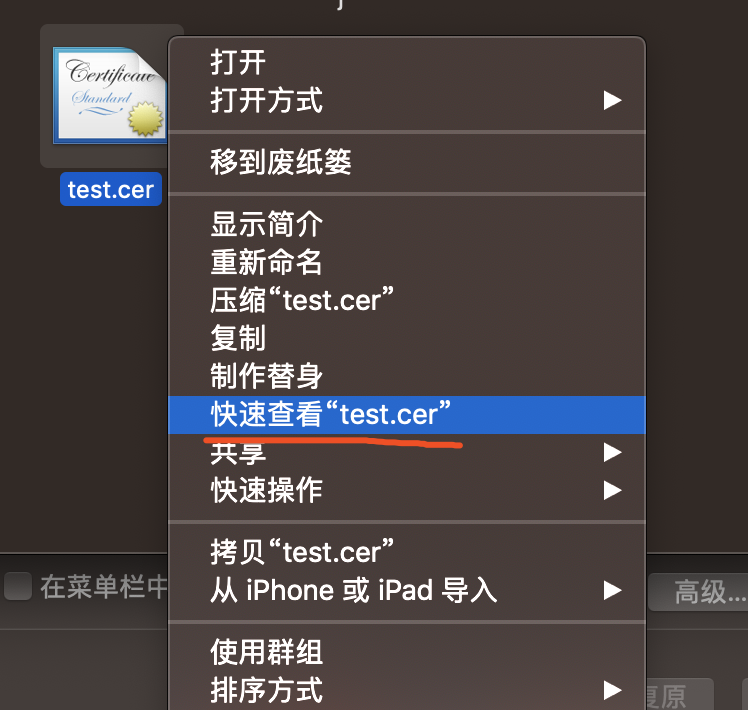 Certificate
Standard
test.cer
打开
打开方式
移到废纸篓
显示简介
重新命名
压缩“test.cer”
复制
制作替身
快速查看“test.cer”
共享
快速操作
拷贝“test.cer”
从 iPhone 或 iPad 导入
使用群组
排序方式
在菜单栏中
高级...
复原